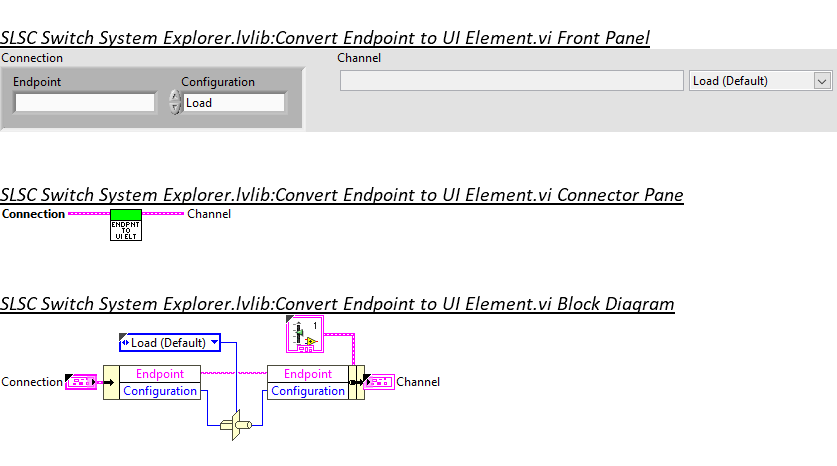 SLSC Switch System Explorer.lvlib:Convert Endpoint to UI Element.vi Front Panel
Connection Channel
Endpoint Configuration
Load Load (Default)
SLSC Switch System Explorer.lvlib:Convert Endpoint to UI Element.vi Connector Pane
Connection Channel
ENDPNT
TO
UI ELT
SLSC Switch System Explorer.lvlib:Convert Endpoint to UI Element.vi Block Diagram
1
Load (Default)
Endpoint Endpoint
Connection Channel
Configuration Configuration